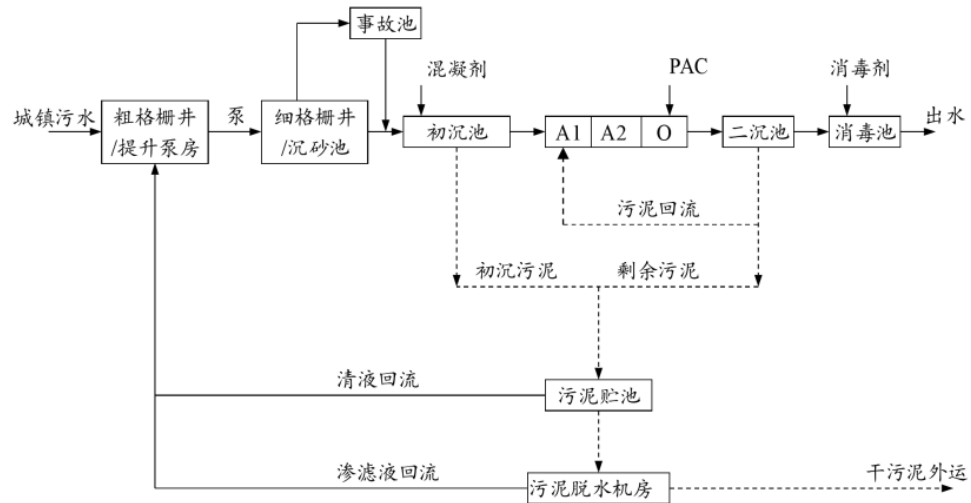 事故池
混凝剂
PAC
消毒剂
城镇污水
粗格栅井
/提升泵房
泵
细格栅井
/沉砂池
初沉池
A1
A2
O
二沉池
消毒池
出水
污泥回流
初沉污泥
剩余污泥
清液回流
污泥贮池
渗滤液回流
污泥脱水机房
干污泥外运